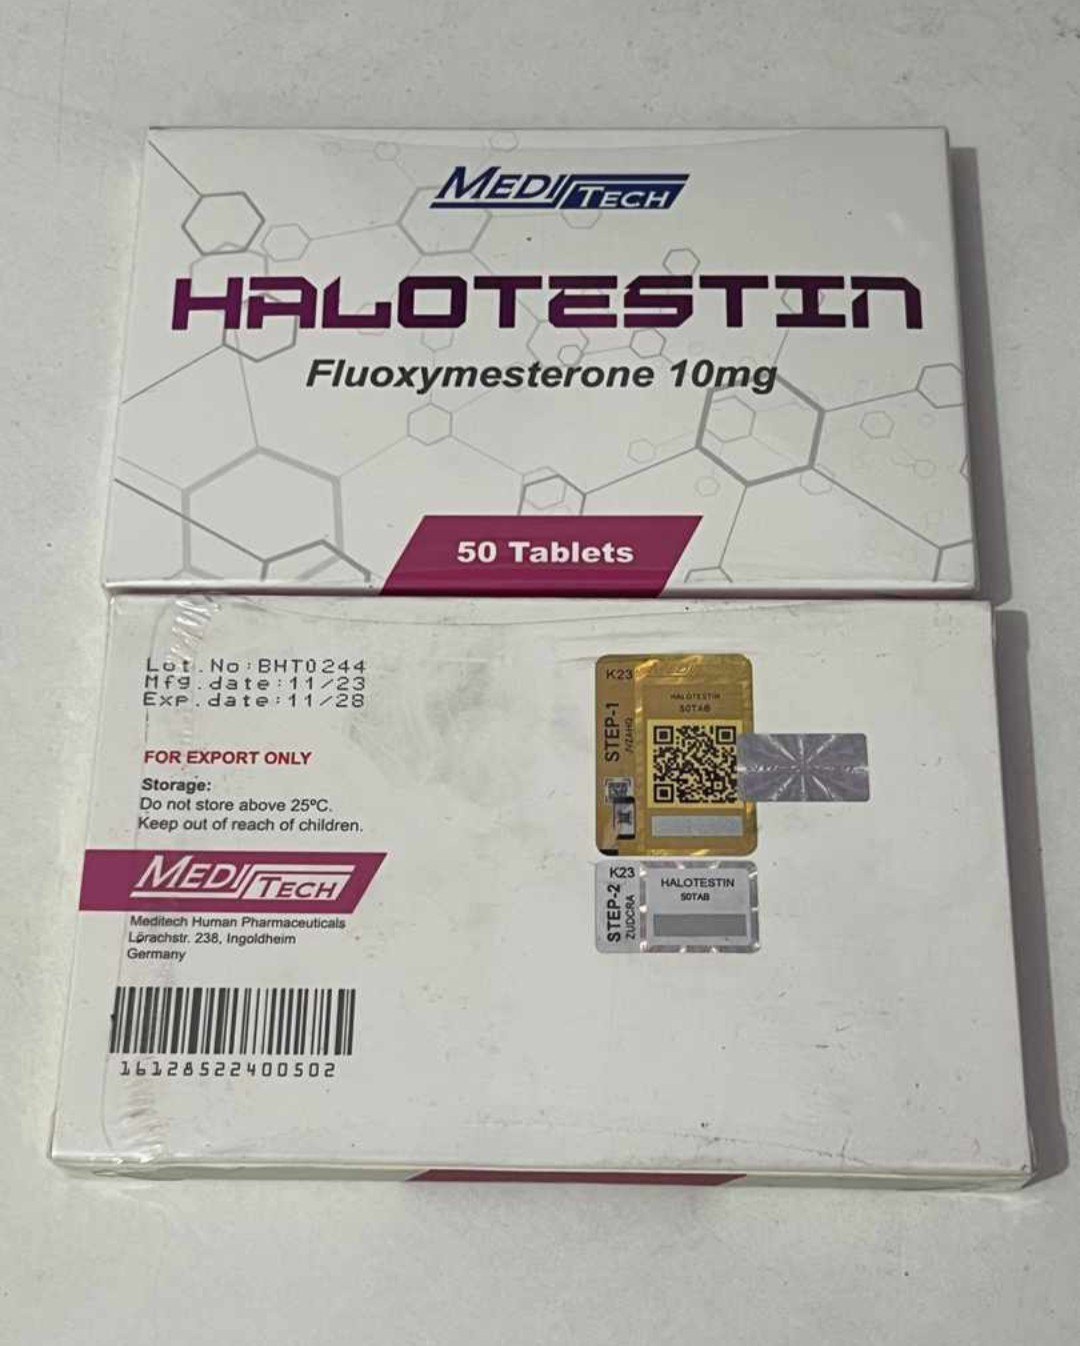 MEDITECH
HALOTESTIN
Fluoxymesterone 10mg
50 Tablets
Lot.No:BHT0244
Mfg.date:11/23
Exp.date:11/28
FOR EXPORT ONLY
Storage:
Do not store above 25ºC.
Keep out of reach of children.
MEDITECH
Meditech Human Pharmaceuticals
Lörachstr. 238, Ingoldheim
Germany
16128522400502
K23
STEP-1
HALOTESTIN
50TAB
K23
STEP-2
ZUDCRA
HALOTESTIN
50TAB